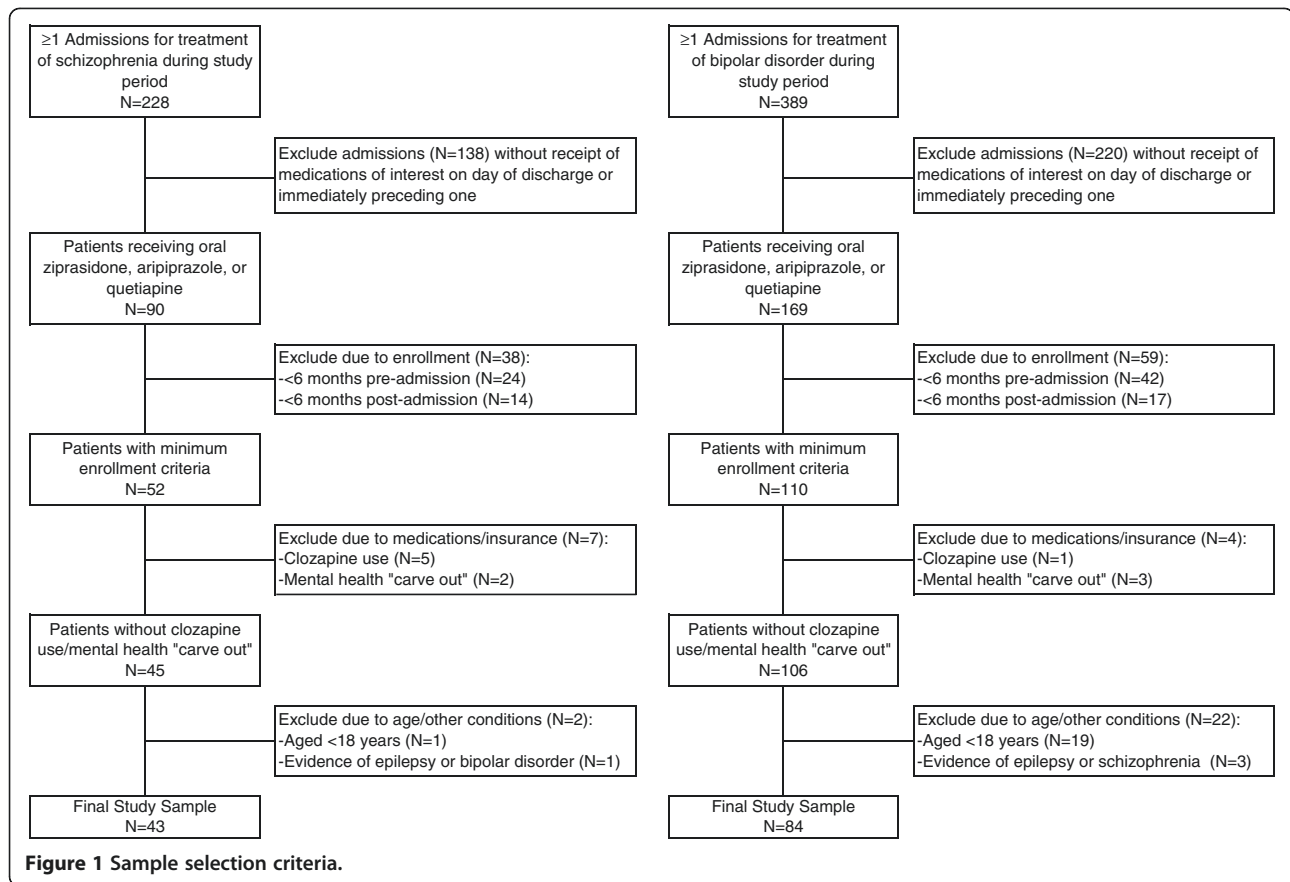 ≥1 Admissions for treatment
of schizophrenia during study
period
N=228
Exclude admissions (N=138) without receipt of
medications of interest on day of discharge or
immediately preceding one
Patients receiving oral
ziprasidone, aripiprazole, or
quetiapine
N=90
Exclude due to enrollment (N=38):
-<6 months pre-admission (N=24)
-<6 months post-admission (N=14)
Patients with minimum
enrollment criteria
N=52
Exclude due to medications/insurance (N=7):
-Clozapine use (N=5)
-Mental health "carve out" (N=2)
Patients without clozapine
use/mental health "carve out"
N=45
Exclude due to age/other conditions (N=2):
-Aged <18 years (N=1)
-Evidence of epilepsy or bipolar disorder (N=1)
Final Study Sample
N=43
≥1 Admissions for treatment
of bipolar disorder during
study period
N=389
Exclude admissions (N=220) without receipt of
medications of interest on day of discharge or
immediately preceding one
Patients receiving oral
ziprasidone, aripiprazole, or
quetiapine
N=169
Exclude due to enrollment (N=59):
-<6 months pre-admission (N=42)
-<6 months post-admission (N=17)
Patients with minimum
enrollment criteria
N=110
Exclude due to medications/insurance (N=4):
-Clozapine use (N=1)
-Mental health "carve out" (N=3)
Patients without clozapine
use/mental health "carve out"
N=106
Exclude due to age/other conditions (N=22):
-Aged <18 years (N=19)
-Evidence of epilepsy or schizophrenia (N=3)
Final Study Sample
N=84
Figure 1 Sample selection criteria.